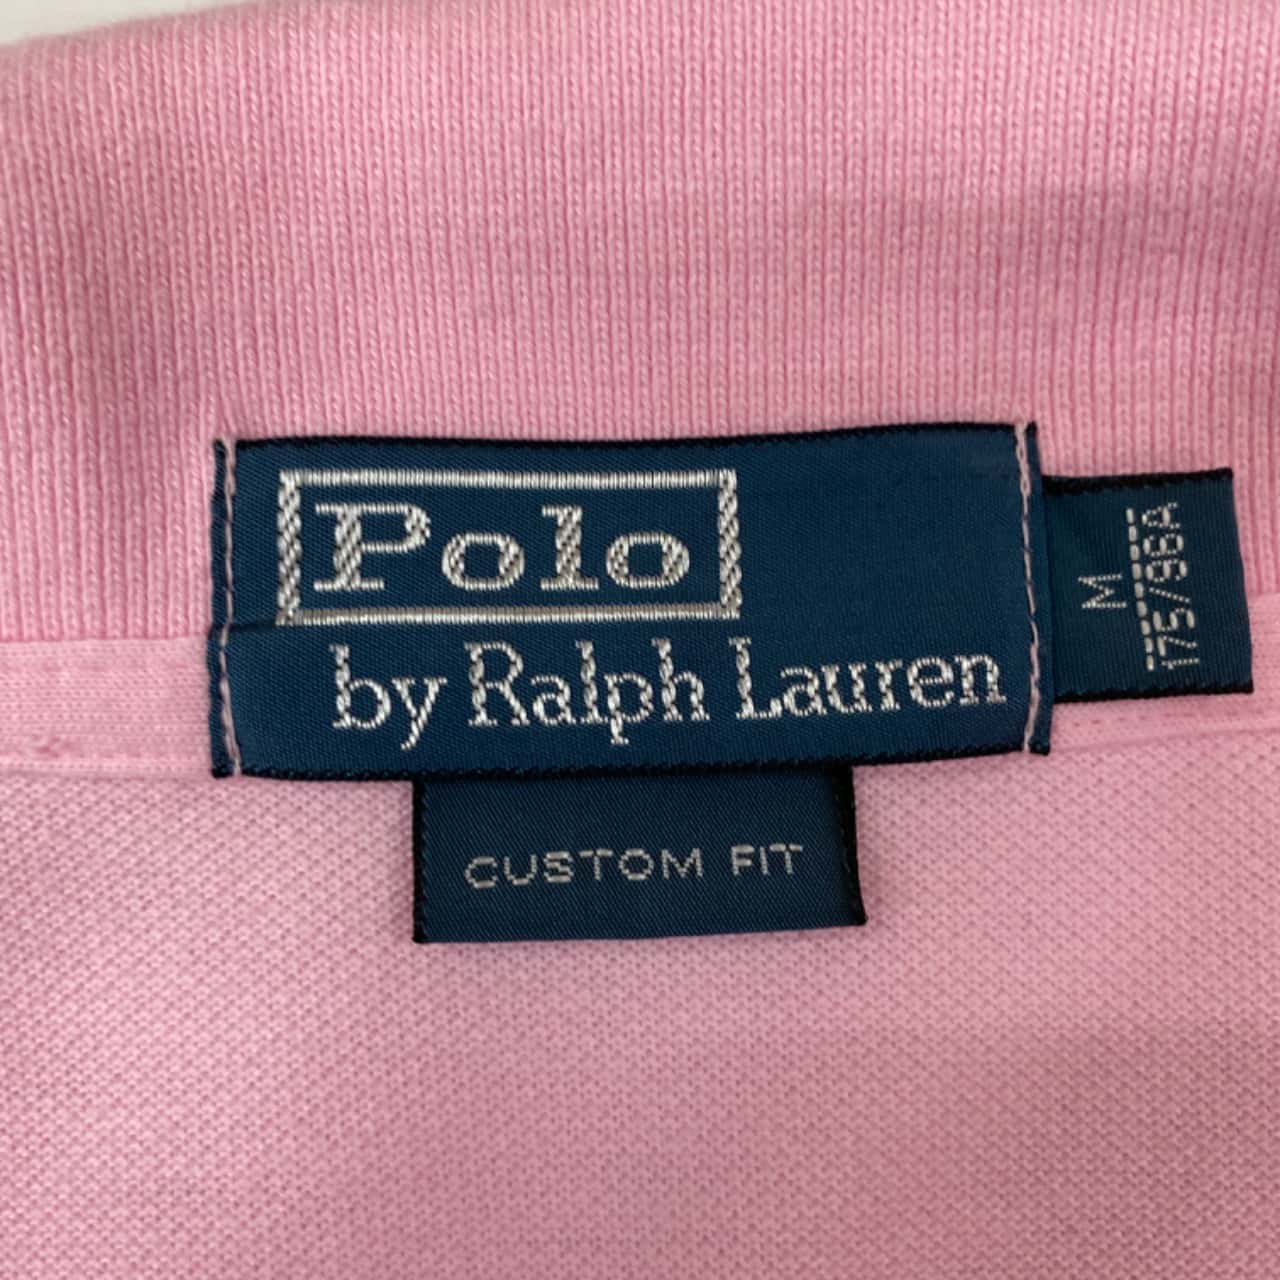 Polo
by Ralph Lauren
M
175/96A
CUSTOM FIT